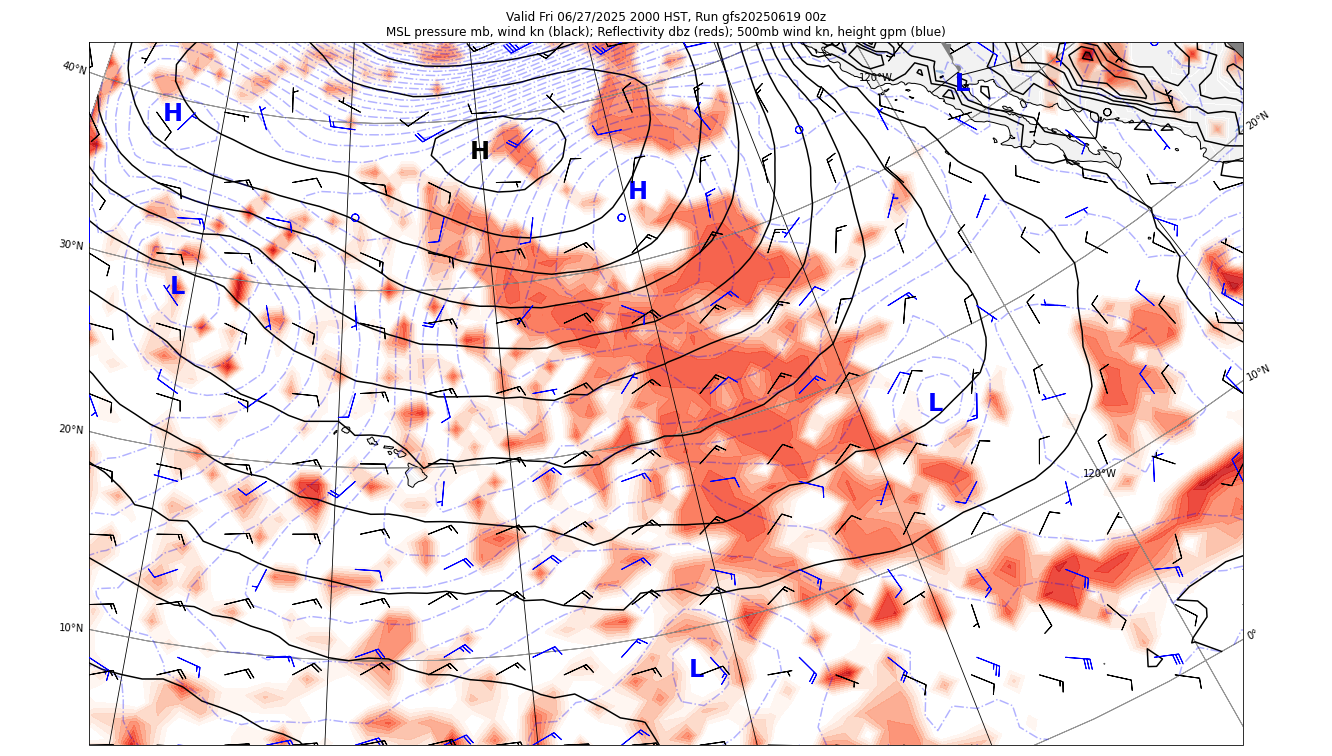 Valid Fri 06/27/2025 2000 HST, Run gfs20250619 00z
MSL pressure mb, wind kn (black); Reflectivity dbz (reds); 500mb wind kn, height gpm (blue)
40°N
120°W
L
20°N
H
H
H
30°N
L
10°N
L
20°N
120°W
10°N
0°
L